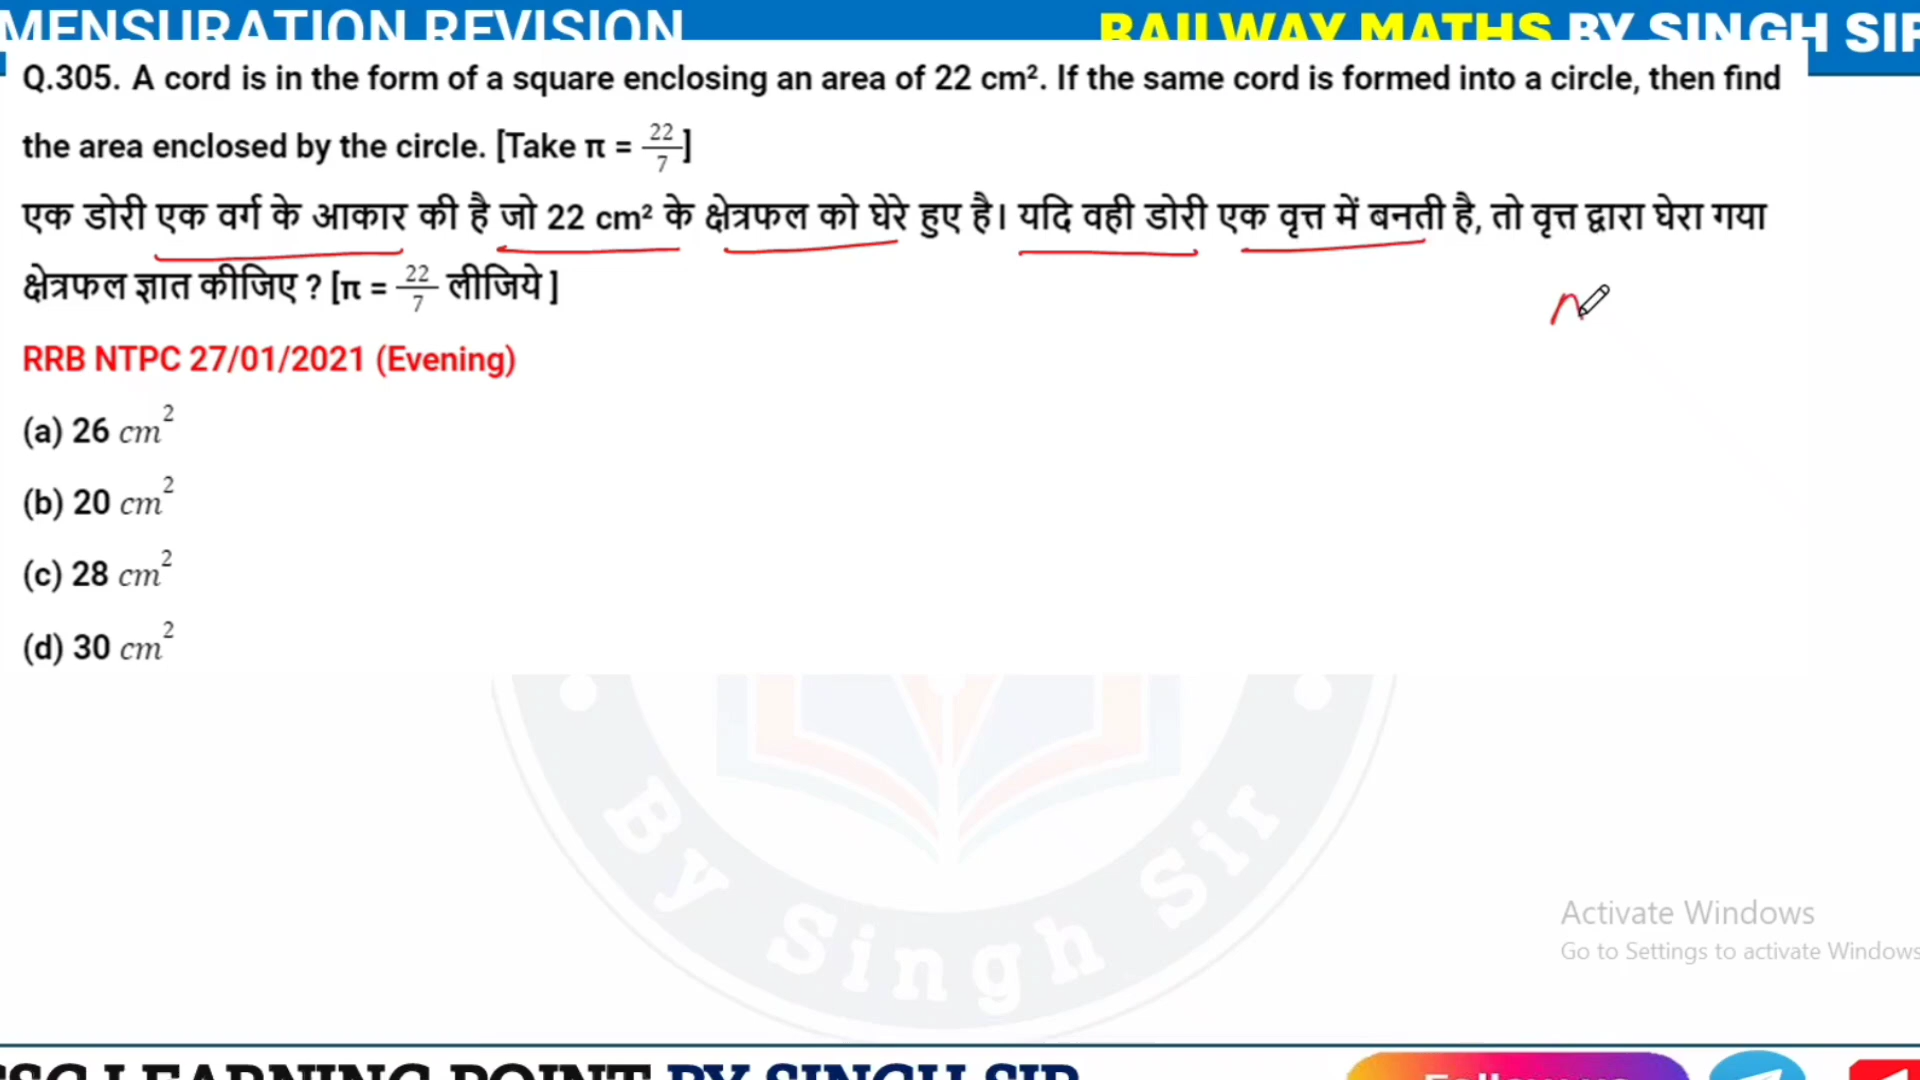 MENSURATION REVISION
RAILWAY MATHS BY SINGH SIR
Q.305. A cord is in the form of a square enclosing an area of 22 cm². If the same cord is formed into a circle, then find
the area enclosed by the circle. [Take π = 22/7]
एक डोरी एक वर्ग के आकार की है जो 22 cm² के क्षेत्रफल को घेरे हुए है। यदि वही डोरी एक वृत्त में बनती है, तो वृत्त द्वारा घेरा गया
क्षेत्रफल ज्ञात कीजिए ? [π = 22/7 लीजिये ]
RRB NTPC 27/01/2021 (Evening)
(a) 26 cm²
(b) 20 cm²
(c) 28 cm²
(d) 30 cm²
By Singh Sir
Activate Windows
Go to Settings to activate Windows
LEARNING POINT BY SINGH SIR